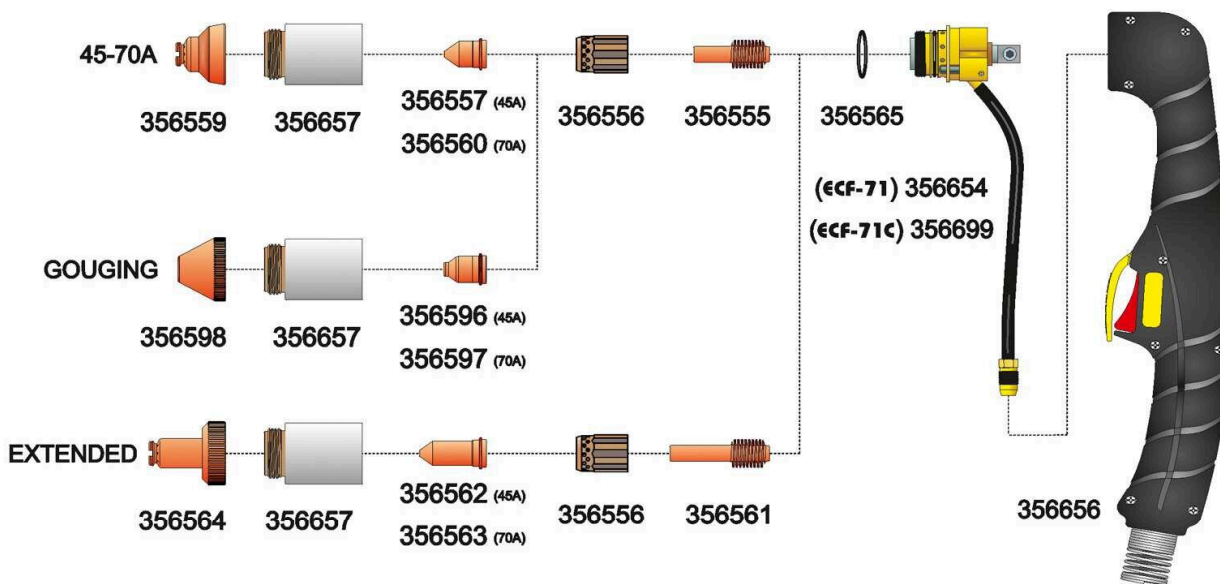 45-70A
356559
356657
356557 (45A)
356560 (70A)
356556
356555
356565
(ECF-71) 356654
(ECF-71C) 356699
GOUGING
356598
356657
356596 (45A)
356597 (70A)
EXTENDED
356564
356657
356562 (45A)
356563 (70A)
356556
356561
356656